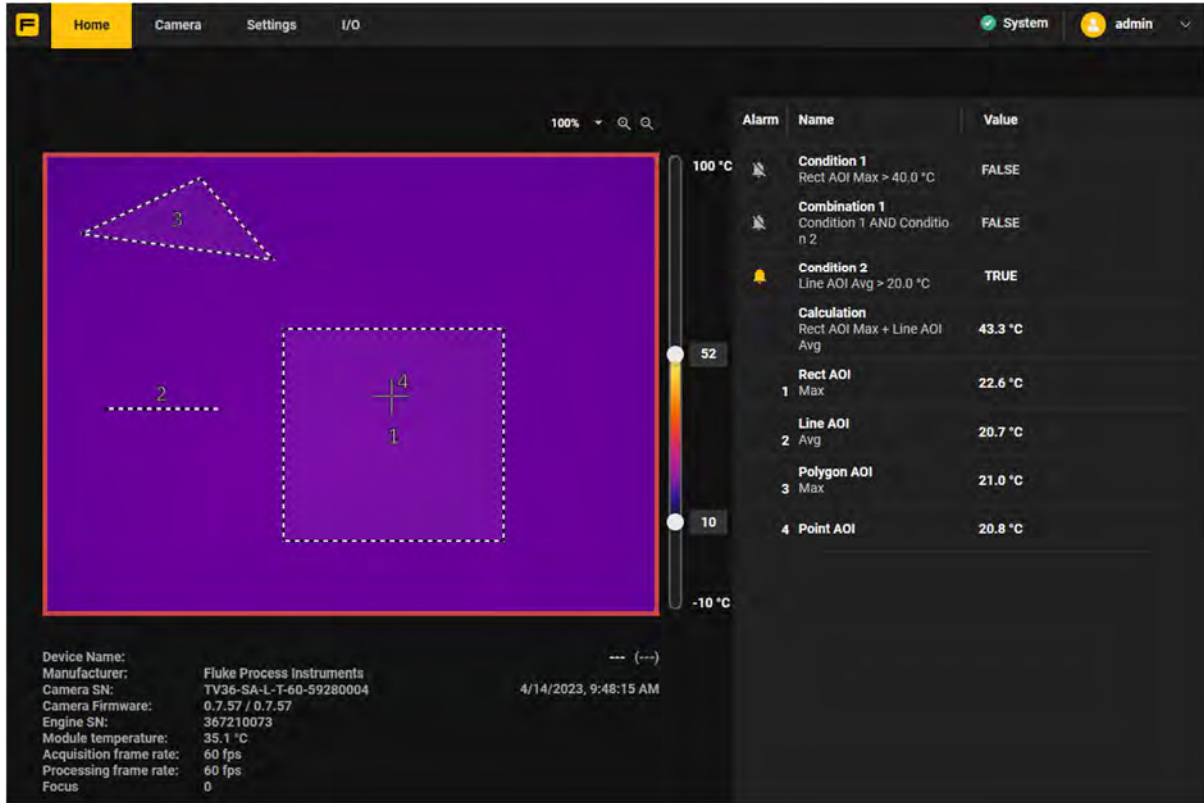 F Home Camera Settings I/O System admin
100%
Alarm Name Value
100 °C
52
10
-10 °C
3
2
4
1
Condition 1
Rect AOI Max > 40.0 °C
FALSE
Combination 1
Condition 1 AND Conditio
n 2
FALSE
Condition 2
Line AOI Avg > 20.0 °C
TRUE
Calculation
Rect AOI Max + Line AOI
Avg
43.3 °C
Rect AOI
1 Max
22.6 °C
Line AOI
2 Avg
20.7 °C
Polygon AOI
3 Max
21.0 °C
4 Point AOI 20.8 °C
Device Name: --- (---)
Manufacturer: Fluke Process Instruments
Camera SN: TV36-SA-L-T-60-59280004 4/14/2023, 9:48:15 AM
Camera Firmware: 0.7.57 / 0.7.57
Engine SN: 367210073
Module temperature: 35.1 °C
Acquisition frame rate: 60 fps
Processing frame rate: 60 fps
Focus 0